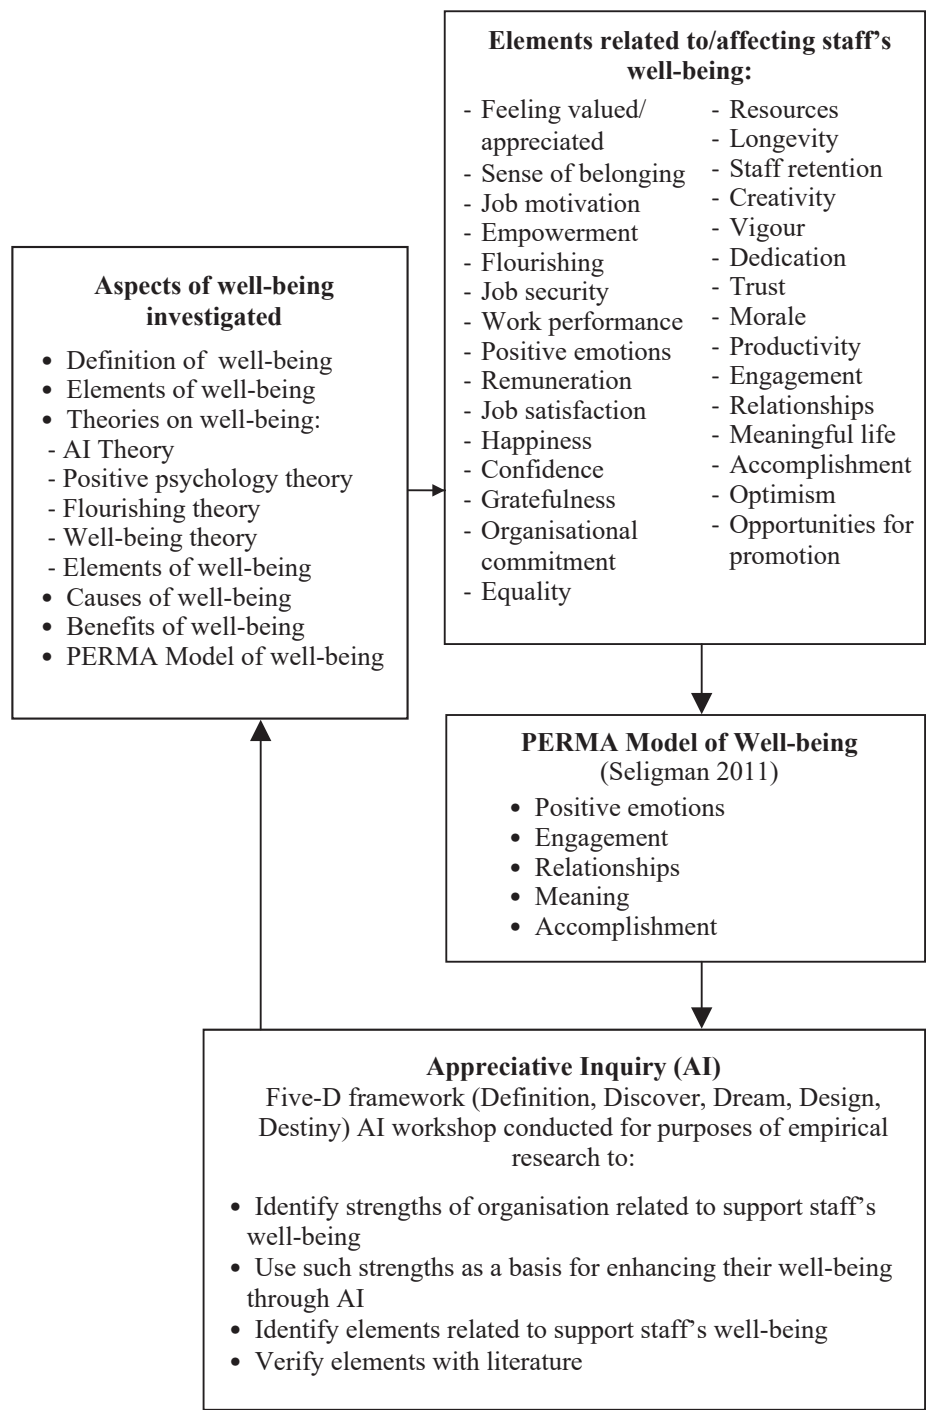 Elements related to/affecting staff's
well-being:
- Feeling valued/
appreciated
- Sense of belonging
- Job motivation
- Empowerment
- Flourishing
- Job security
- Work performance
- Positive emotions
- Remuneration
- Job satisfaction
- Happiness
- Confidence
- Gratefulness
- Organisational
commitment
- Equality
- Resources
- Longevity
- Staff retention
- Creativity
- Vigour
- Dedication
- Trust
- Morale
- Productivity
- Engagement
- Relationships
- Meaningful life
- Accomplishment
- Optimism
- Opportunities for
promotion
Aspects of well-being
investigated
• Definition of well-being
• Elements of well-being
• Theories on well-being:
- AI Theory
- Positive psychology theory
- Flourishing theory
- Well-being theory
- Elements of well-being
• Causes of well-being
• Benefits of well-being
• PERMA Model of well-being
PERMA Model of Well-being
(Seligman 2011)
• Positive emotions
• Engagement
• Relationships
• Meaning
• Accomplishment
Appreciative Inquiry (AI)
Five-D framework (Definition, Discover, Dream, Design,
Destiny) AI workshop conducted for purposes of empirical
research to:
• Identify strengths of organisation related to support staff's
well-being
• Use such strengths as a basis for enhancing their well-being
through AI
• Identify elements related to support staff's well-being
• Verify elements with literature